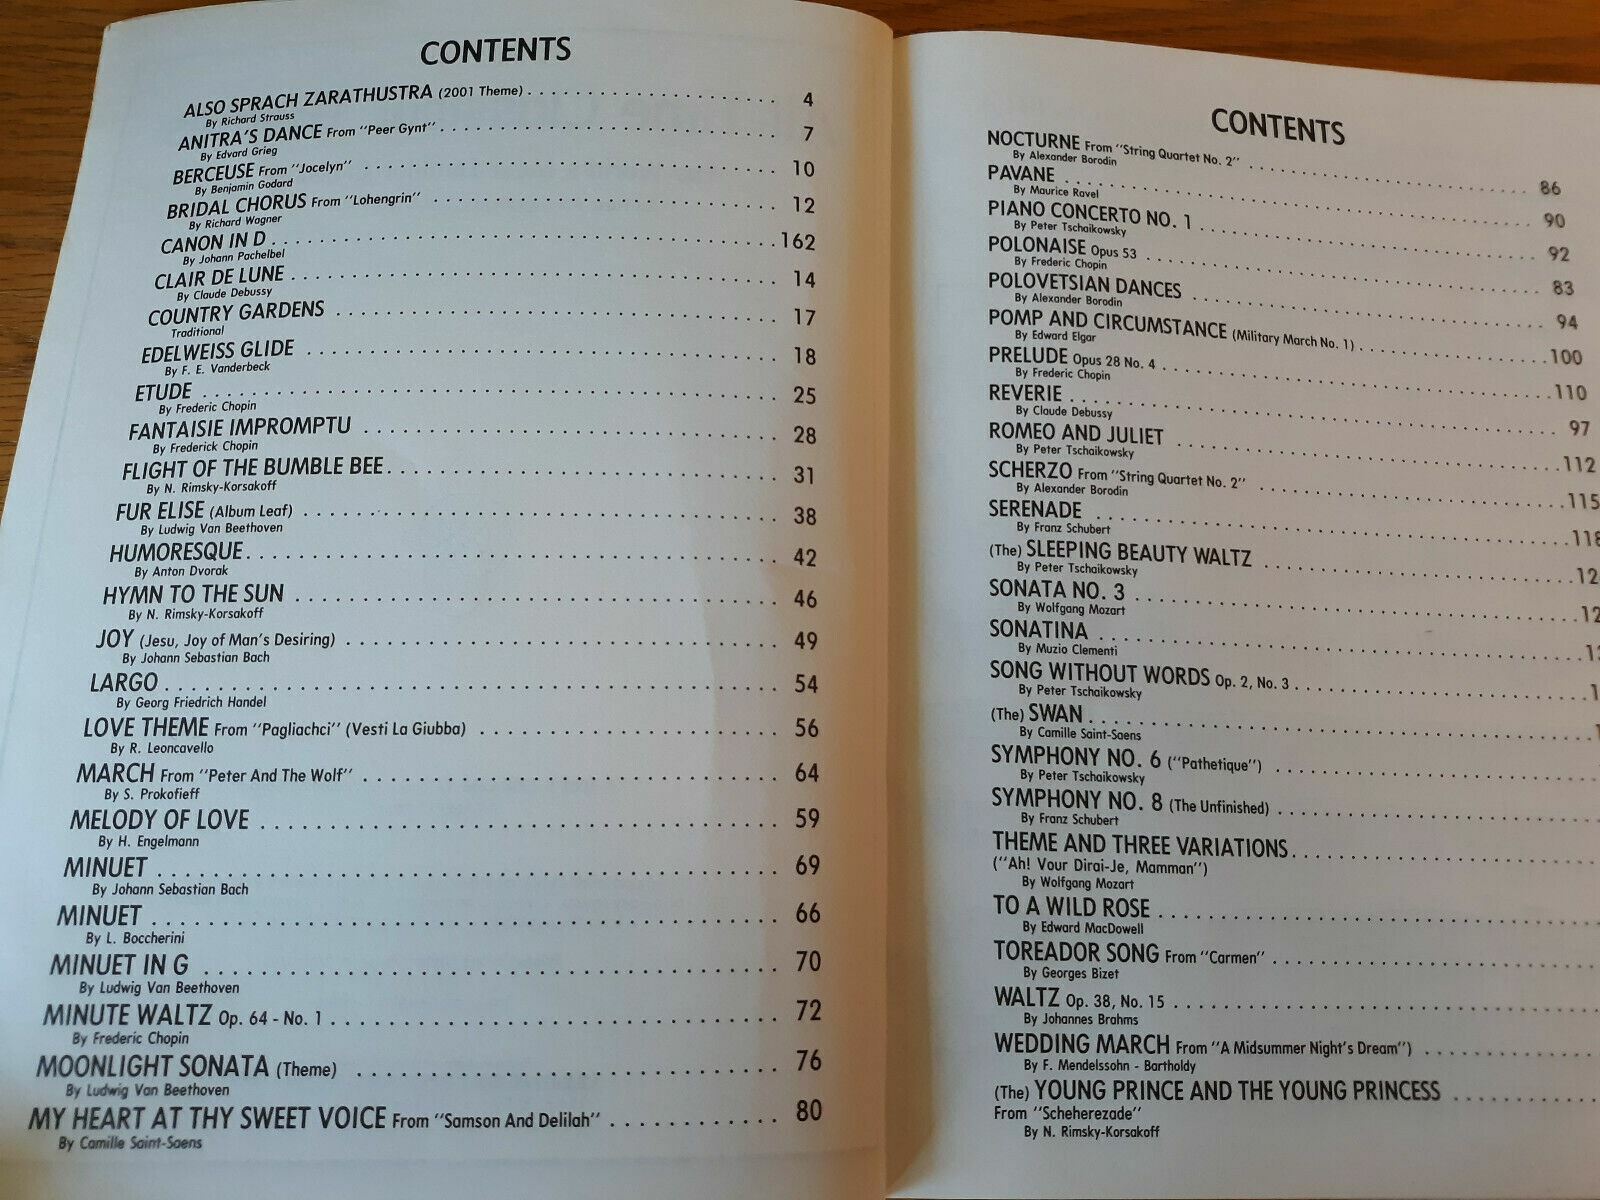 CONTENTS
ALSO SPRACH ZARATHUSTRA (2001 Theme) . . . . 4
By Richard Strauss
ANITRA'S DANCE From "Peer Gynt" . . . . 7
By Edvard Grieg
BERCEUSE From "Jocelyn" . . . . 10
By Benjamin Godard
BRIDAL CHORUS From "Lohengrin" . . . . 12
By Richard Wagner
CANON IN D . . . . 162
By Johann Pachelbel
CLAIR DE LUNE . . . . 14
By Claude Debussy
COUNTRY GARDENS . . . . 17
Traditional
EDELWEISS GLIDE . . . . 18
By F. E. Vanderbeck
ETUDE . . . . 25
By Frederic Chopin
FANTAISIE IMPROMPTU . . . . 28
By Frederick Chopin
FLIGHT OF THE BUMBLE BEE . . . . 31
By N. Rimsky-Korsakoff
FUR ELISE (Album Leaf) . . . . 38
By Ludwig Van Beethoven
HUMORESQUE . . . . 42
By Anton Dvorak
HYMN TO THE SUN . . . . 46
By N. Rimsky-Korsakoff
JOY (Jesu, Joy of Man's Desiring) . . . . 49
By Johann Sebastian Bach
LARGO . . . . 54
By Georg Friedrich Handel
LOVE THEME From "Pagliachci" (Vesti La Giubba) . . . . 56
By R. Leoncavello
MARCH From "Peter And The Wolf" . . . . 64
By S. Prokofieff
MELODY OF LOVE . . . . 59
By H. Engelmann
MINUET . . . . 69
By Johann Sebastian Bach
MINUET . . . . 66
By L. Boccherini
MINUET IN G . . . . 70
By Ludwig Van Beethoven
MINUTE WALTZ Op. 64 - No. 1 . . . . 72
By Frederic Chopin
MOONLIGHT SONATA (Theme) . . . . 76
By Ludwig Van Beethoven
MY HEART AT THY SWEET VOICE From "Samson And Delilah" . . . . 80
By Camille Saint-Saens
CONTENTS
NOCTURNE From "String Quartet No. 2" . . . . 86
By Alexander Borodin
PAVANE . . . . 90
By Maurice Ravel
PIANO CONCERTO NO. 1 . . . . 92
By Peter Tschaikowsky
POLONAISE Opus 53 . . . . 83
By Frederic Chopin
POLOVETSIAN DANCES . . . . 94
By Alexander Borodin
POMP AND CIRCUMSTANCE (Military March No. 1) . . . . 100
By Edward Elgar
PRELUDE Opus 28 No. 4 . . . . 110
By Frederic Chopin
REVERIE . . . . 97
By Claude Debussy
ROMEO AND JULIET . . . . 112
By Peter Tschaikowsky
SCHERZO From "String Quartet No. 2" . . . . 115
By Alexander Borodin
SERENADE . . . . 118
By Franz Schubert
(The) SLEEPING BEAUTY WALTZ . . . .
By Peter Tschaikowsky
SONATA NO. 3 . . . .
By Wolfgang Mozart
SONATINA . . . .
By Muzio Clementi
SONG WITHOUT WORDS Op. 2, No. 3 . . . .
By Peter Tschaikowsky
(The) SWAN . . . .
By Camille Saint-Saens
SYMPHONY NO. 6 ("Pathetique") . . . .
By Peter Tschaikowsky
SYMPHONY NO. 8 (The Unfinished) . . . .
By Franz Schubert
THEME AND THREE VARIATIONS . . . .
("Ah! Vour Dirai-Je, Mamman")
By Wolfgang Mozart
TO A WILD ROSE . . . .
By Edward MacDowell
TOREADOR SONG From "Carmen" . . . .
By Georges Bizet
WALTZ Op. 38, No. 15 . . . .
By Johannes Brahms
WEDDING MARCH From "A Midsummer Night's Dream") . . . .
By F. Mendelssohn - Bartholdy
(The) YOUNG PRINCE AND THE YOUNG PRINCESS . . . .
From "Scheherezade"
By N. Rimsky-Korsakoff